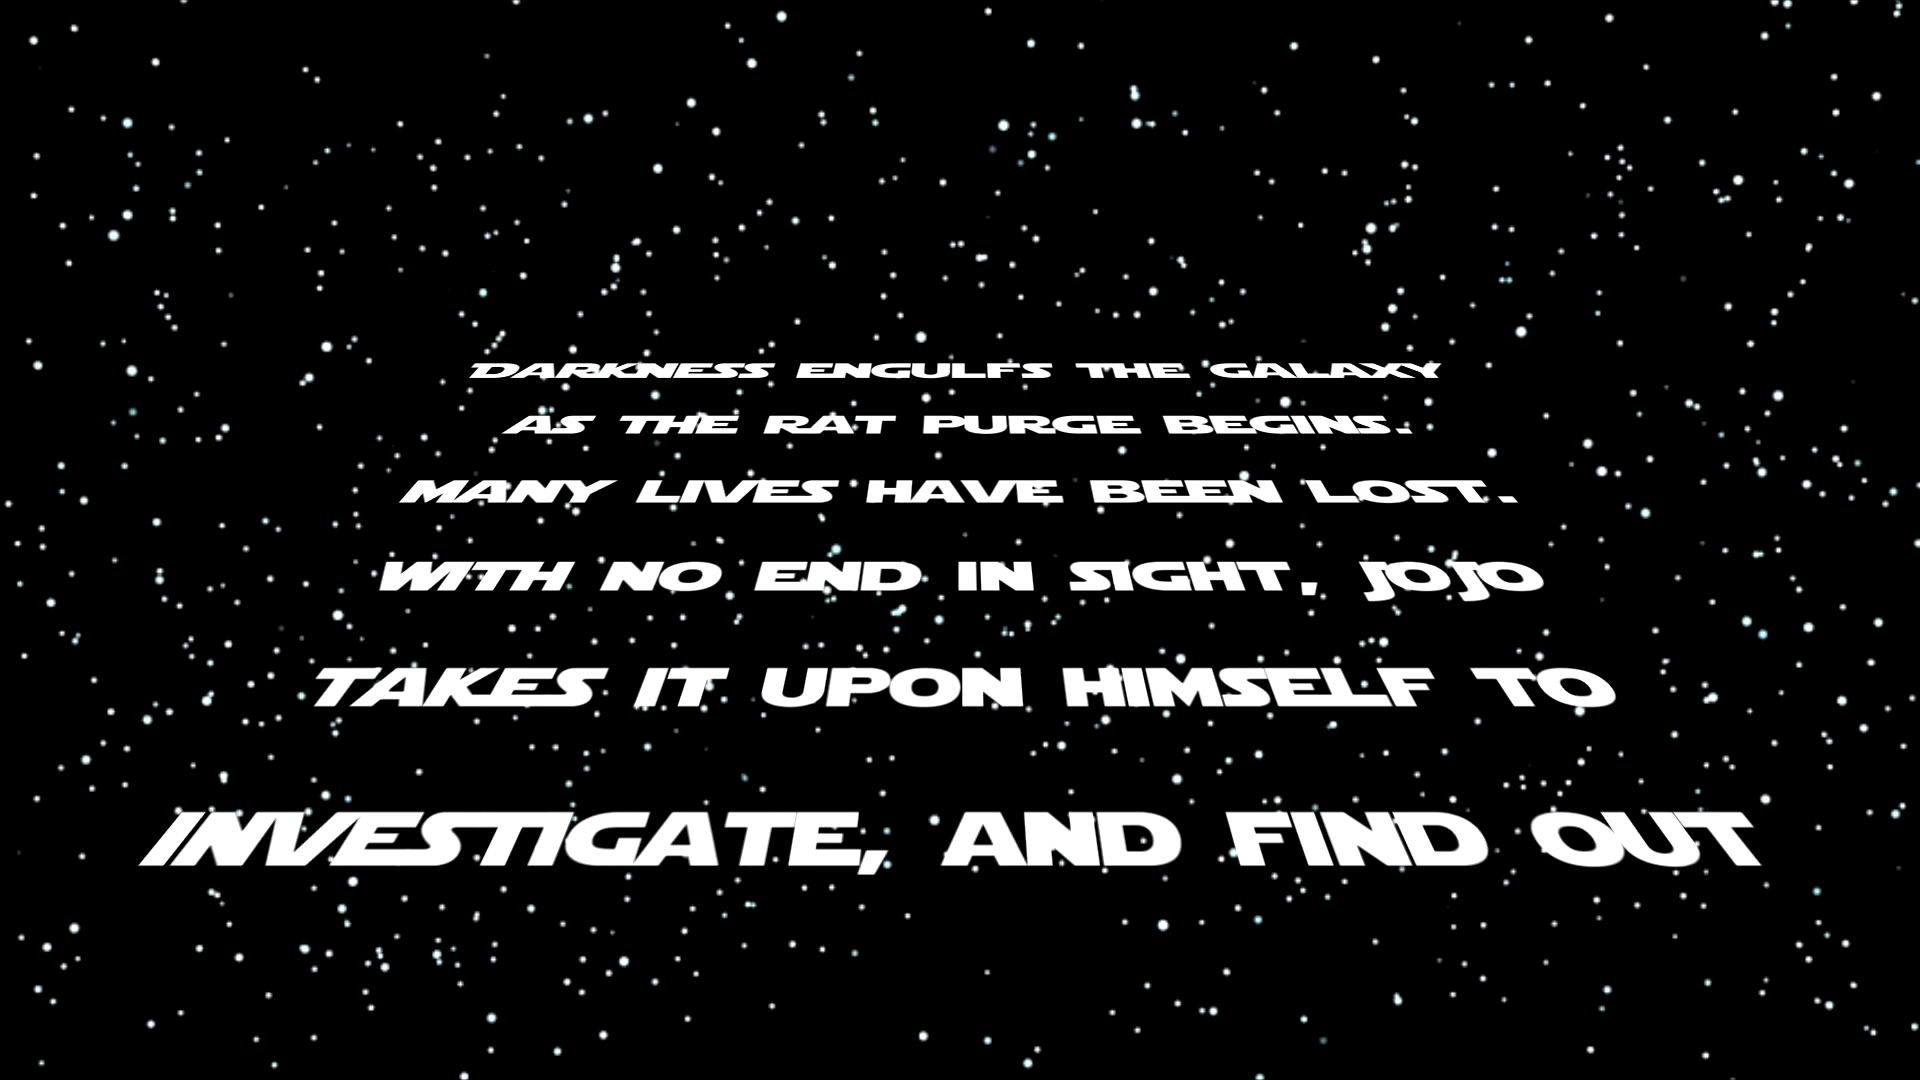 DARKNESS ENGULFS THE GALAXY
AS THE RAT PURGE BEGINS.
MANY LIVES HAVE BEEN LOST.
WITH NO END IN SIGHT, JOJO
TAKES IT UPON HIMSELF TO
INVESTIGATE, AND FIND OUT